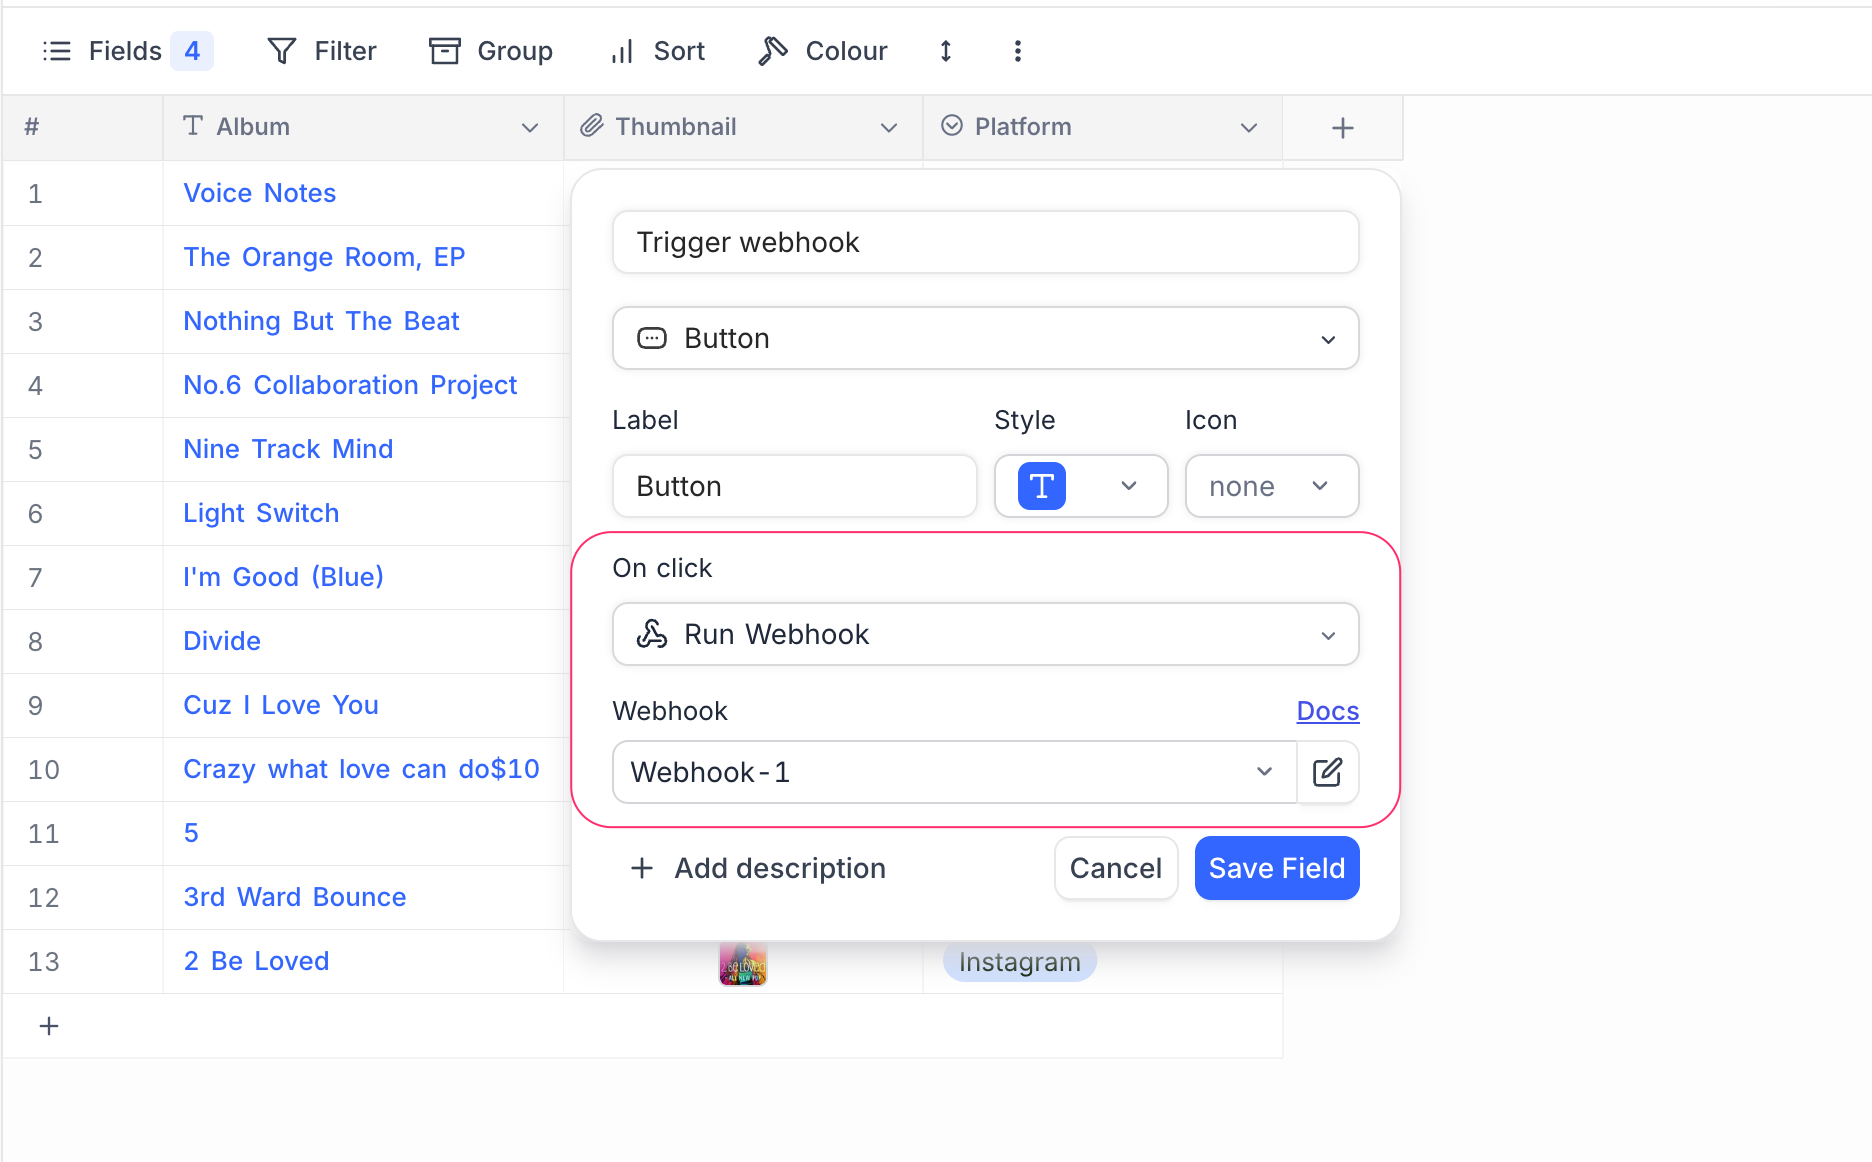 Fields 4 Filter Group Sort Colour
# Album Thumbnail Platform
1 Voice Notes
2 The Orange Room, EP
3 Nothing But The Beat
4 No.6 Collaboration Project
5 Nine Track Mind
6 Light Switch
7 I'm Good (Blue)
8 Divide
9 Cuz I Love You
10 Crazy what love can do$10
11 5
12 3rd Ward Bounce
13 2 Be Loved
2 Be Loved
Instagram
Trigger webhook
Button
Label Style Icon
Button T none
On click
Run Webhook
Webhook Docs
Webhook-1
Add description Cancel Save Field